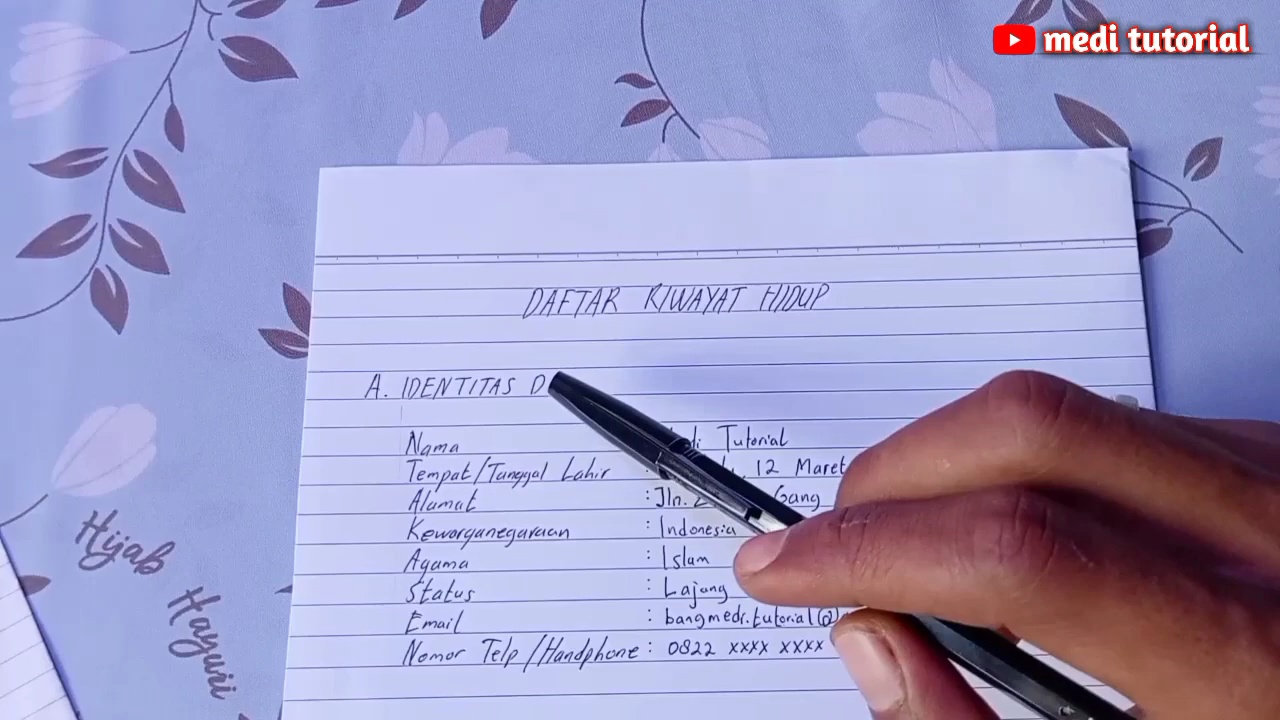 medi tutorial
DAFTAR RIWAYAT HIDUP
A. IDENTITAS D
Nama Tutorial
Tempat/Tanggal Lahir : , 12 Maret
Alamat : Jln. Gang
Keworganegaraan : Indonesia
Agama : Islam
Status : Lajang
Email : bangmedi.tutorial@
Nomor Telp/Handphone : 0822 xxxx xxxx
Hijab
Hayuri